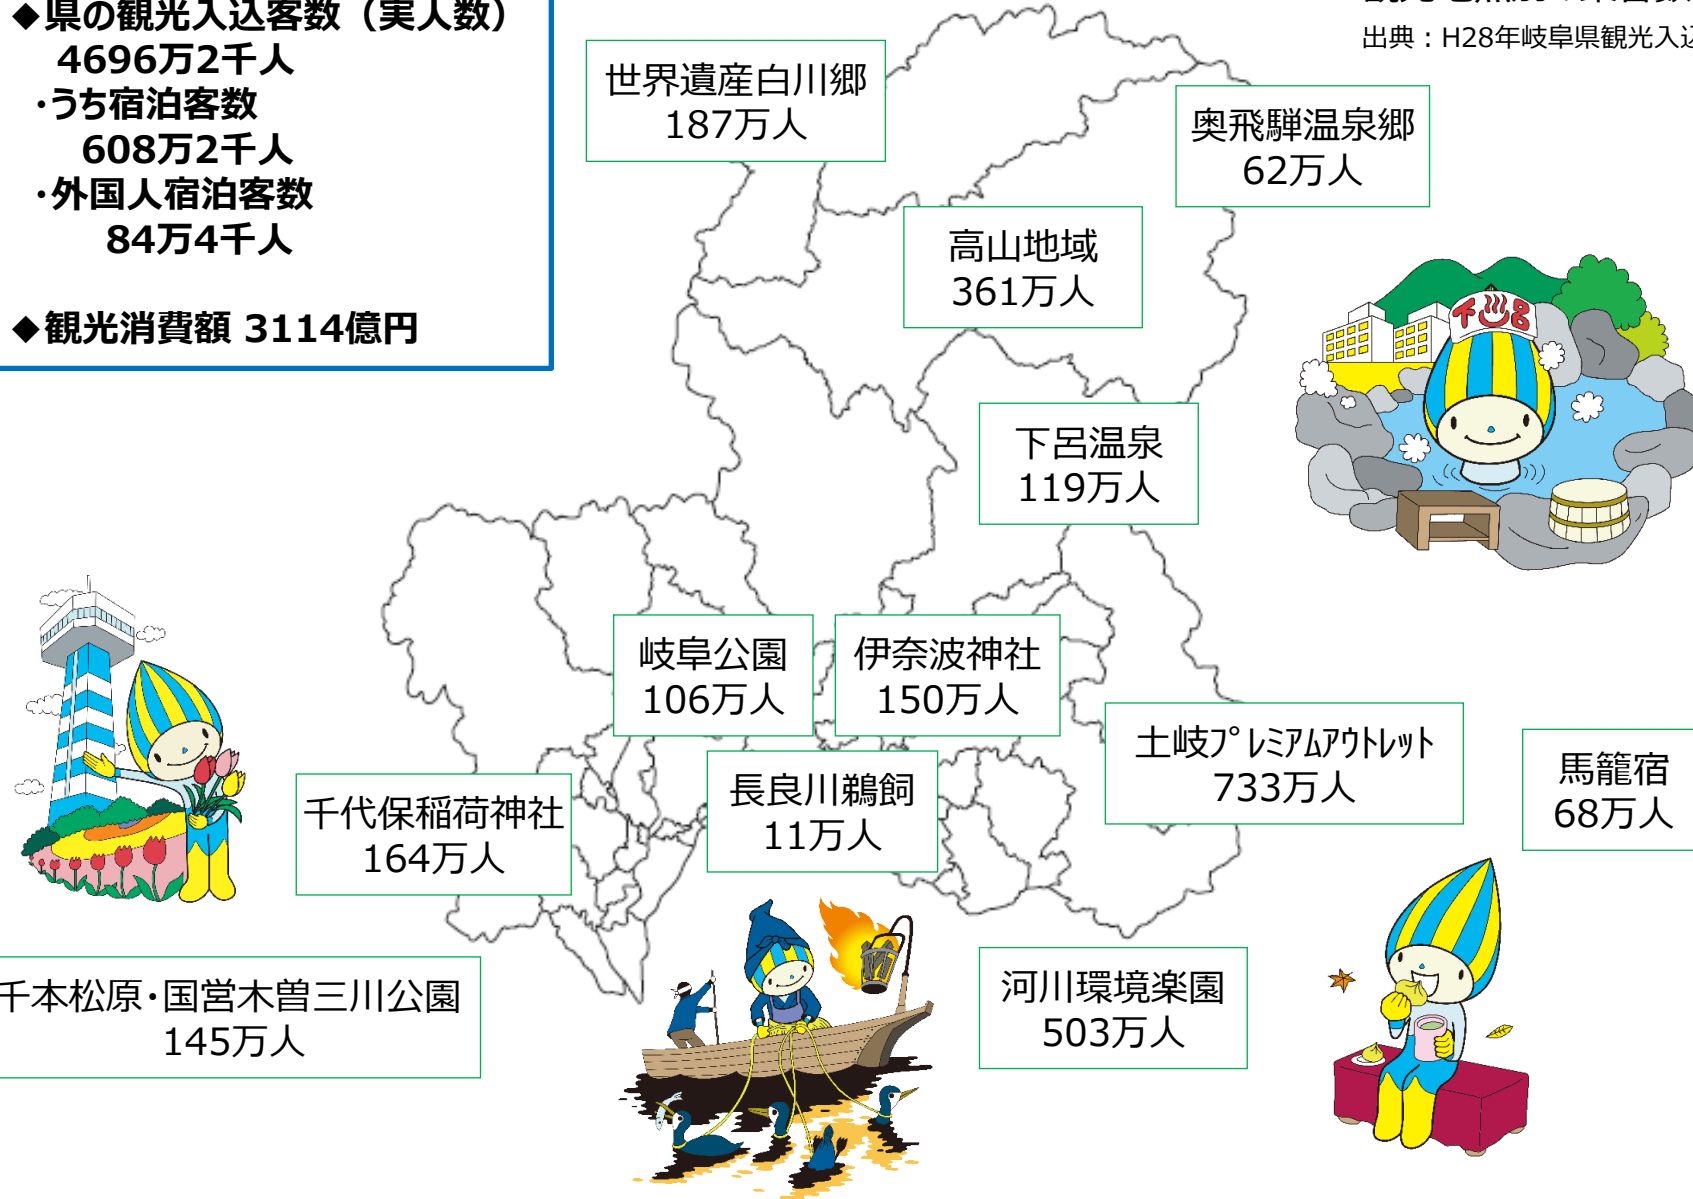 ◆県の観光入込客数（実人数）
4696万2千人
・うち宿泊客数
608万2千人
・外国人宿泊客数
84万4千人
◆観光消費額 3114億円
出典：H28年岐阜県観光入込
世界遺産白川郷
187万人
奥飛騨温泉郷
62万人
高山地域
361万人
下呂
下呂温泉
119万人
岐阜公園
106万人
伊奈波神社
150万人
土岐ﾌﾟﾚﾐｱﾑｱｳﾄﾚｯﾄ
733万人
馬籠宿
68万人
長良川鵜飼
11万人
千代保稲荷神社
164万人
千本松原・国営木曽三川公園
145万人
河川環境楽園
503万人